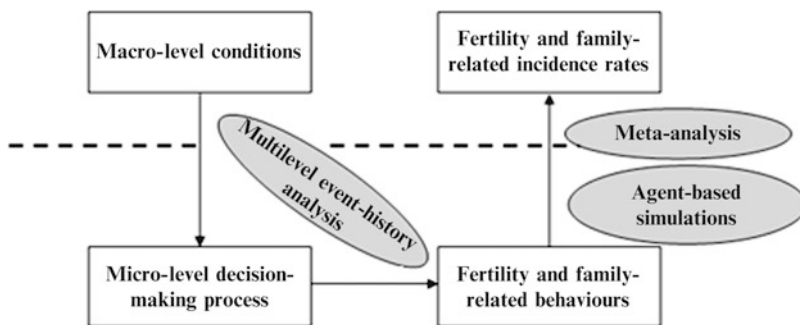 Macro-level conditions
Fertility and family-
related incidence rates
Multilevel event-history
analysis
Meta-analysis
Agent-based
simulations
Micro-level decision-
making process
Fertility and family-
related behaviours